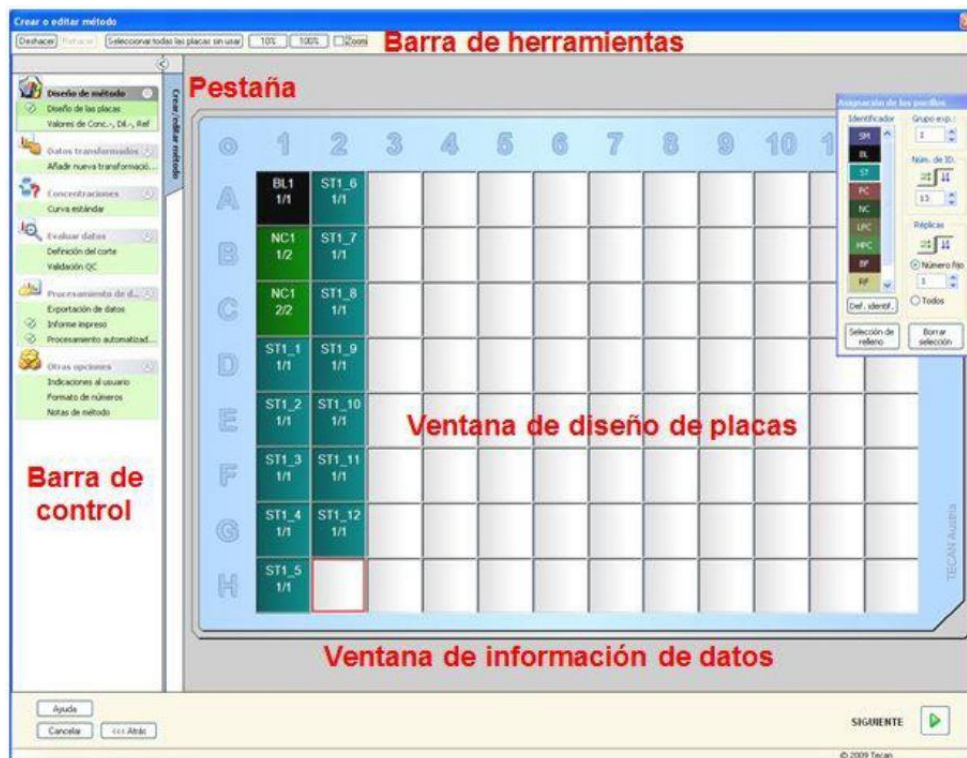 Crear o editar método
Deshacer Rehacer Seleccionar todas las placas sin usar 10% 100% Zoom
Barra de herramientas
Pestaña
Crear/editar método
Diseño de método
Diseño de las placas
Valores de Conc.-, Dil.-, Ref
Datos transformados
Añadir nueva transformació...
Concentraciones
Curva estándar
Evaluar datos
Definición del corte
Validación QC
Procesamiento de d...
Exportación de datos
Informe impreso
Procesamiento automatizad...
Otras opciones
Indicaciones al usuario
Formato de números
Notas de método
Barra de
control
1 2 3 4 5 6 7 8 9 10 1
A BL1 ST1_6
1/1 1/1
B NC1 ST1_7
1/2 1/1
C NC1 ST1_8
2/2 1/1
D ST1_1 ST1_9
1/1 1/1
E ST1_2 ST1_10
1/1 1/1
F ST1_3 ST1_11
1/1 1/1
G ST1_4 ST1_12
1/1 1/1
H ST1_5
1/1
Ventana de diseño de placas
TECAN Austria
Ventana de información de datos
Asignación de los pocillos
Identificador
SM
BL
ST
PC
NC
LPC
HPC
BF
RF
Def. identif.
Selección de
relleno
Grupo exp.:
1
Núm. de ID.
13
Réplicas
Número fijo
1
Todos
Borrar
selección
Ayuda
Cancelar <<< Atrás
SIGUIENTE
© 2009 Tecan